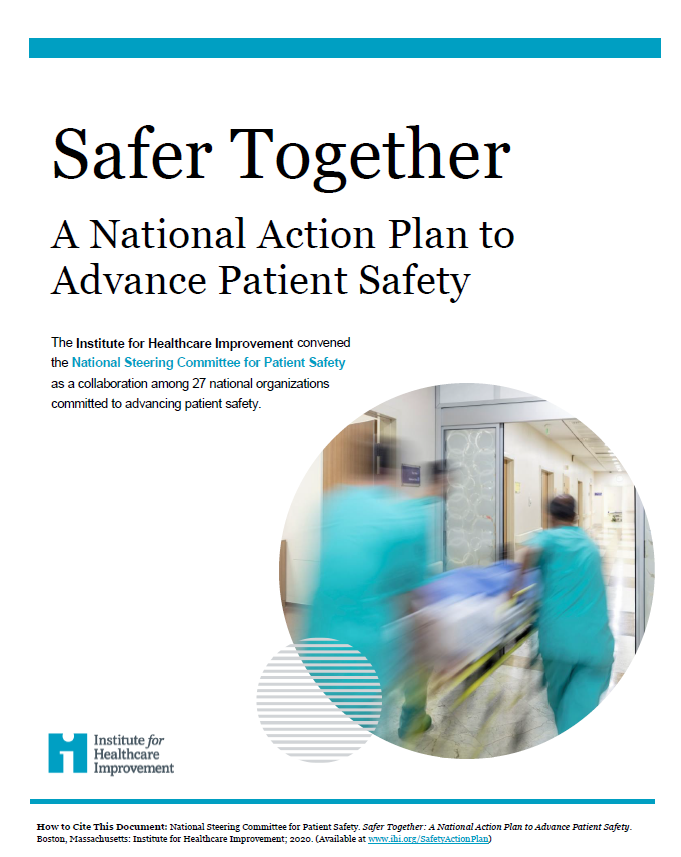 Safer Together
A National Action Plan to
Advance Patient Safety
The Institute for Healthcare Improvement convened
the National Steering Committee for Patient Safety
as a collaboration among 27 national organizations
committed to advancing patient safety.
Institute for
Healthcare
Improvement
How to Cite This Document: National Steering Committee for Patient Safety. Safer Together: A National Action Plan to Advance Patient Safety.
Boston, Massachusetts: Institute for Healthcare Improvement; 2020. (Available at www.ihi.org/SafetyActionPlan)